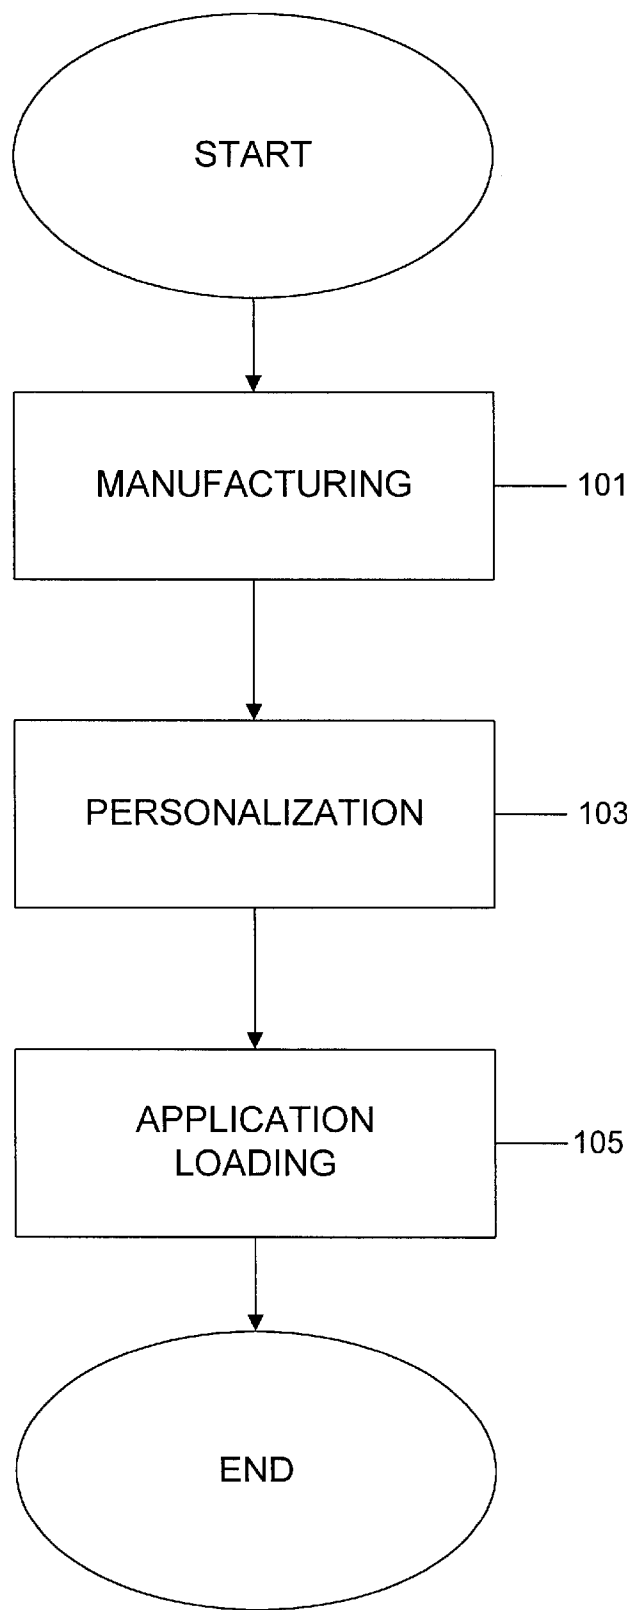 START
MANUFACTURING
101
PERSONALIZATION
103
APPLICATION
LOADING
105
END